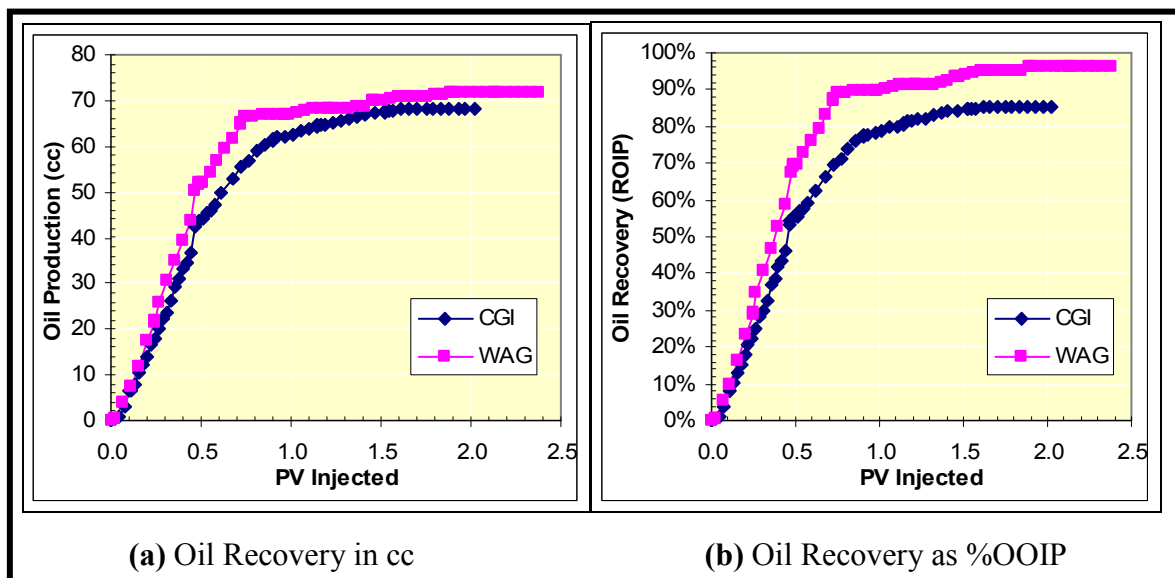 80
70
60
50
40
30
20
10
0
Oil Production (cc)
0.0 0.5 1.0 1.5 2.0 2.5
PV Injected
CGI
WAG
100%
90%
80%
70%
60%
50%
40%
30%
20%
10%
0%
Oil Recovery (ROIP)
0.0 0.5 1.0 1.5 2.0 2.5
PV Injected
CGI
WAG
(a) Oil Recovery in cc
(b) Oil Recovery as %OOIP